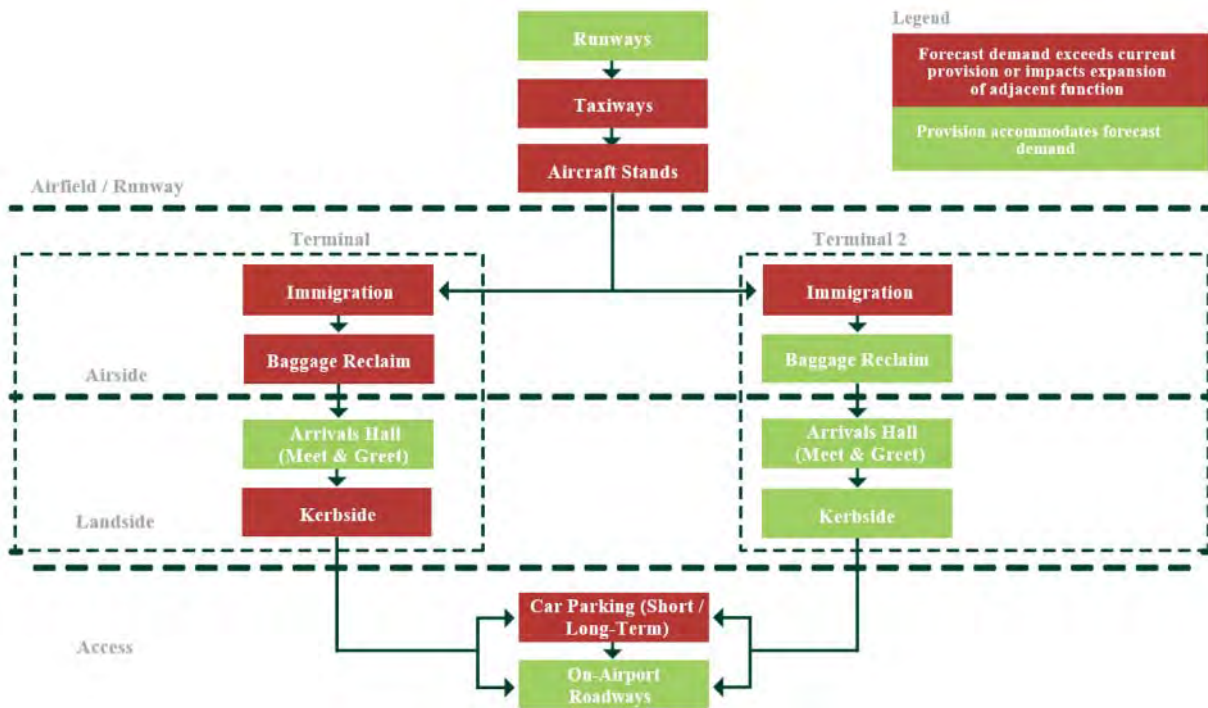 Legend
Runways
Forecast demand exceeds current
provision or impacts expansion
of adjacent function
Taxiways
Provision accommodates forecast
demand
Aircraft Stands
Airfield / Runway
Terminal
Terminal 2
Immigration
Immigration
Baggage Reclaim
Baggage Reclaim
Airside
Arrivals Hall
(Meet & Greet)
Arrivals Hall
(Meet & Greet)
Kerbside
Kerbside
Landside
Car Parking (Short /
Long-Term)
Access
On-Airport
Roadways